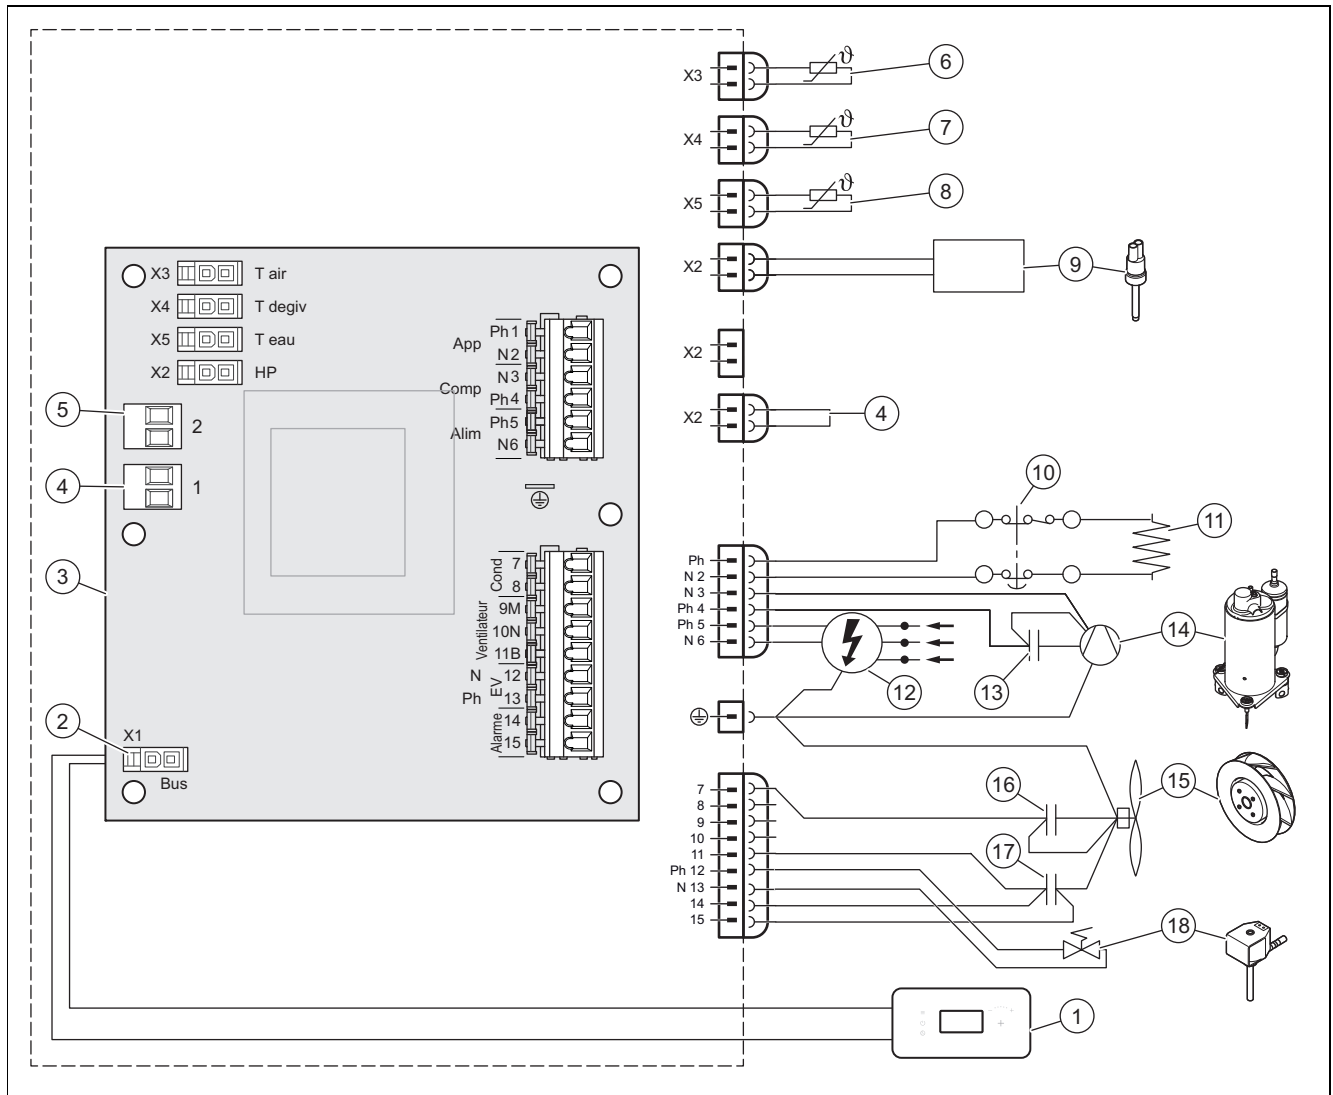 X3 ϑ 6
X4 ϑ 7
X5 ϑ 8
X2 9
X2
X2 4
X3 T air
X4 T degiv
X5 T eau
X2 HP
5 2
4 1
3
App
Ph 1
N 2
Comp
N 3
Ph 4
Alim
Ph5
N6
Cond
7
8
Ventilateur
9M
10N
11B
EV
N 12
Ph 13
Alarme
14
15
2
X1
Bus
10
11
Ph
N 2
N 3
Ph 4
Ph 5
N 6
12
13
14
7
8
9
10
11
Ph 12
N 13
14
15
16
17
15
18
1
+